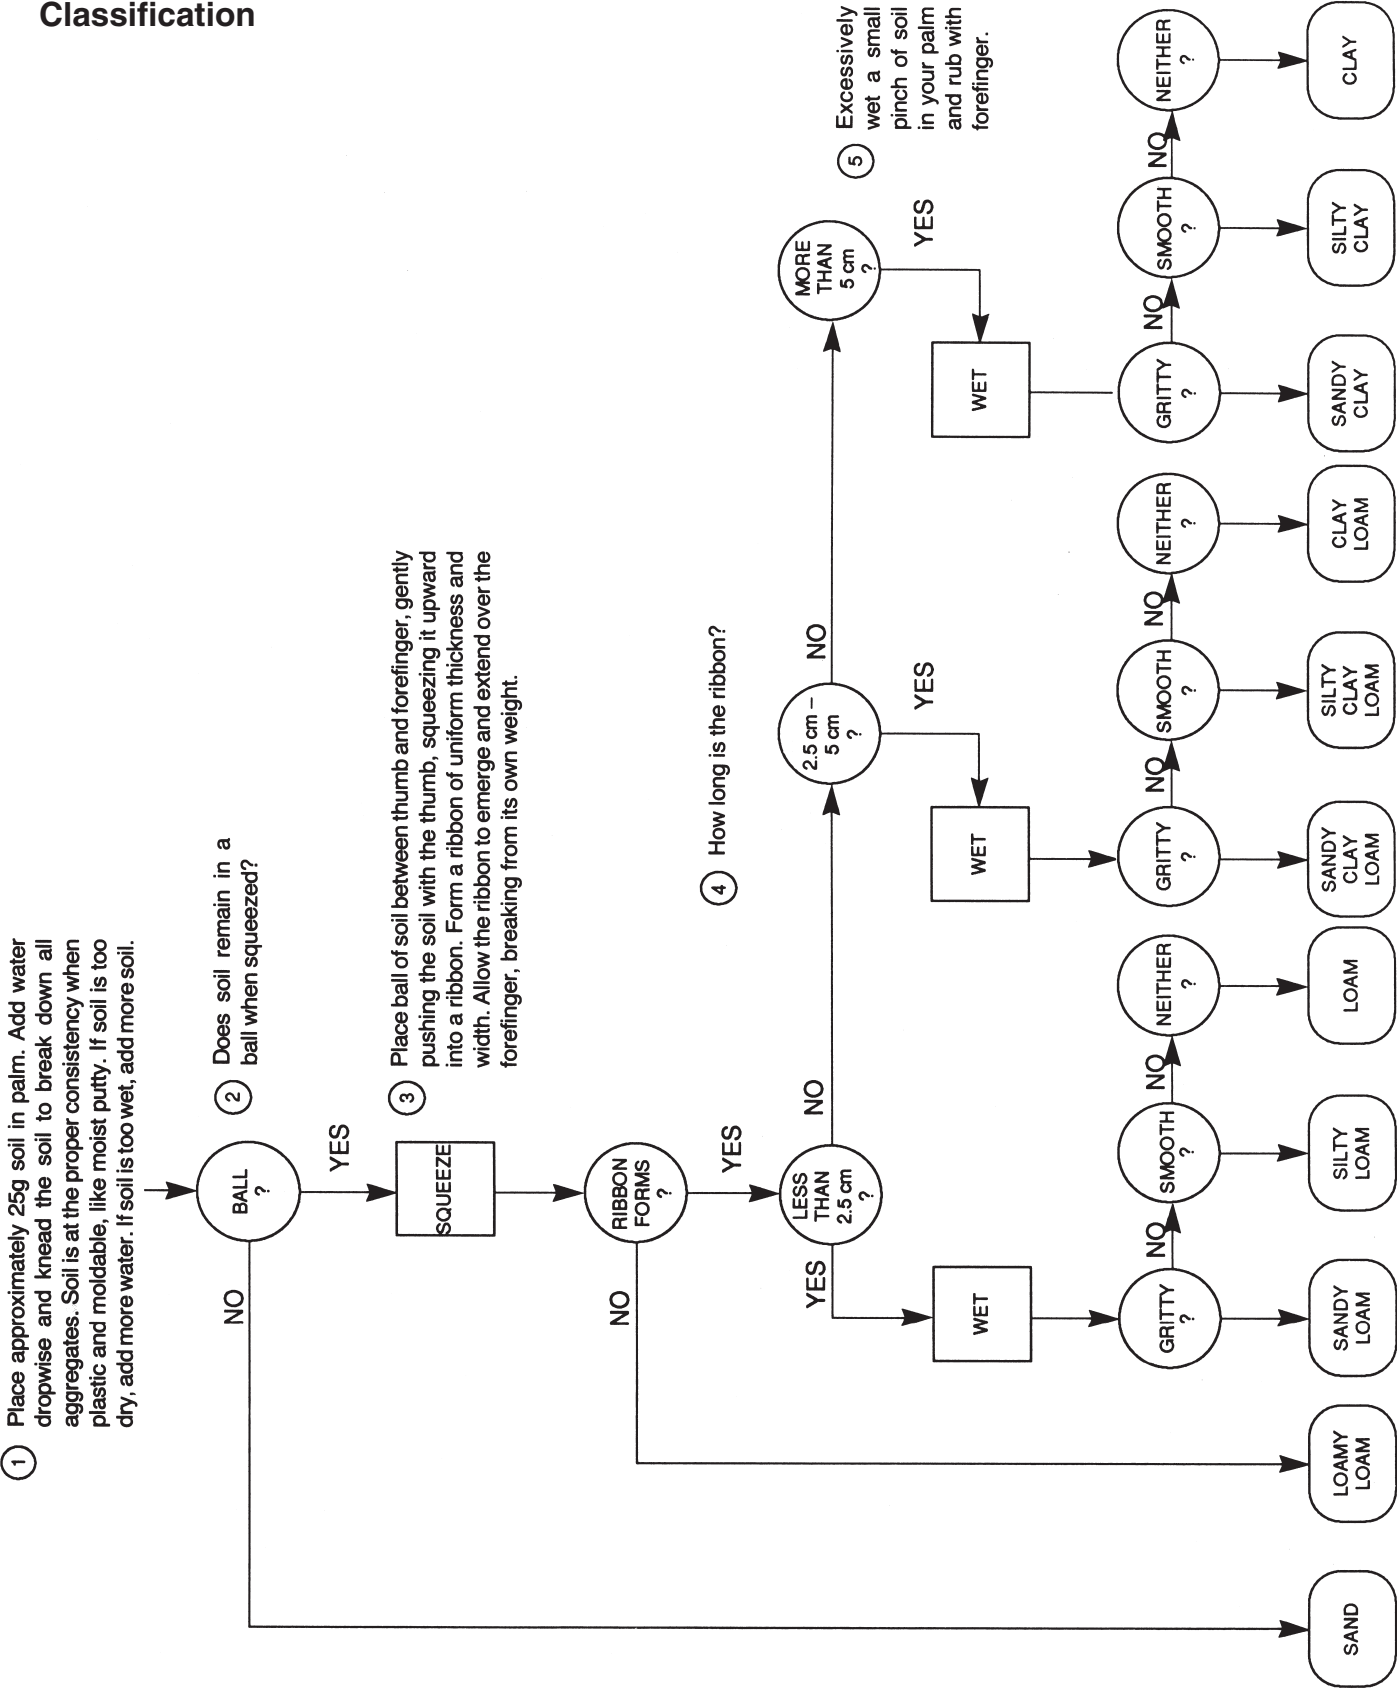 Classification
1
Place approximately 25g soil in palm. Add water
dropwise and knead the soil to break down all
aggregates. Soil is at the proper consistency when
plastic and moldable, like moist putty. If soil is too
dry, add more water. If soil is too wet, add more soil.
BALL
?
2
Does soil remain in a
ball when squeezed?
NO
YES
SQUEEZE
3
Place ball of soil between thumb and forefinger, gently
pushing the soil with the thumb, squeezing it upward
into a ribbon. Form a ribbon of uniform thickness and
width. Allow the ribbon to emerge and extend over the
forefinger, breaking from its own weight.
RIBBON
FORMS
?
NO
YES
4
How long is the ribbon?
LESS
THAN
2.5 cm
?
YES
NO
2.5 cm –
5 cm
?
YES
NO
MORE
THAN
5 cm
?
YES
5
Excessively
wet a small
pinch of soil
in your palm
and rub with
forefinger.
WET
WET
WET
GRITTY
?
NO
SMOOTH
?
NO
NEITHER
?
GRITTY
?
NO
SMOOTH
?
NO
NEITHER
?
GRITTY
?
NO
SMOOTH
?
NO
NEITHER
?
SAND
LOAMY
LOAM
SANDY
LOAM
SILTY
LOAM
LOAM
SANDY
CLAY
LOAM
SILTY
CLAY
LOAM
CLAY
LOAM
SANDY
CLAY
SILTY
CLAY
CLAY